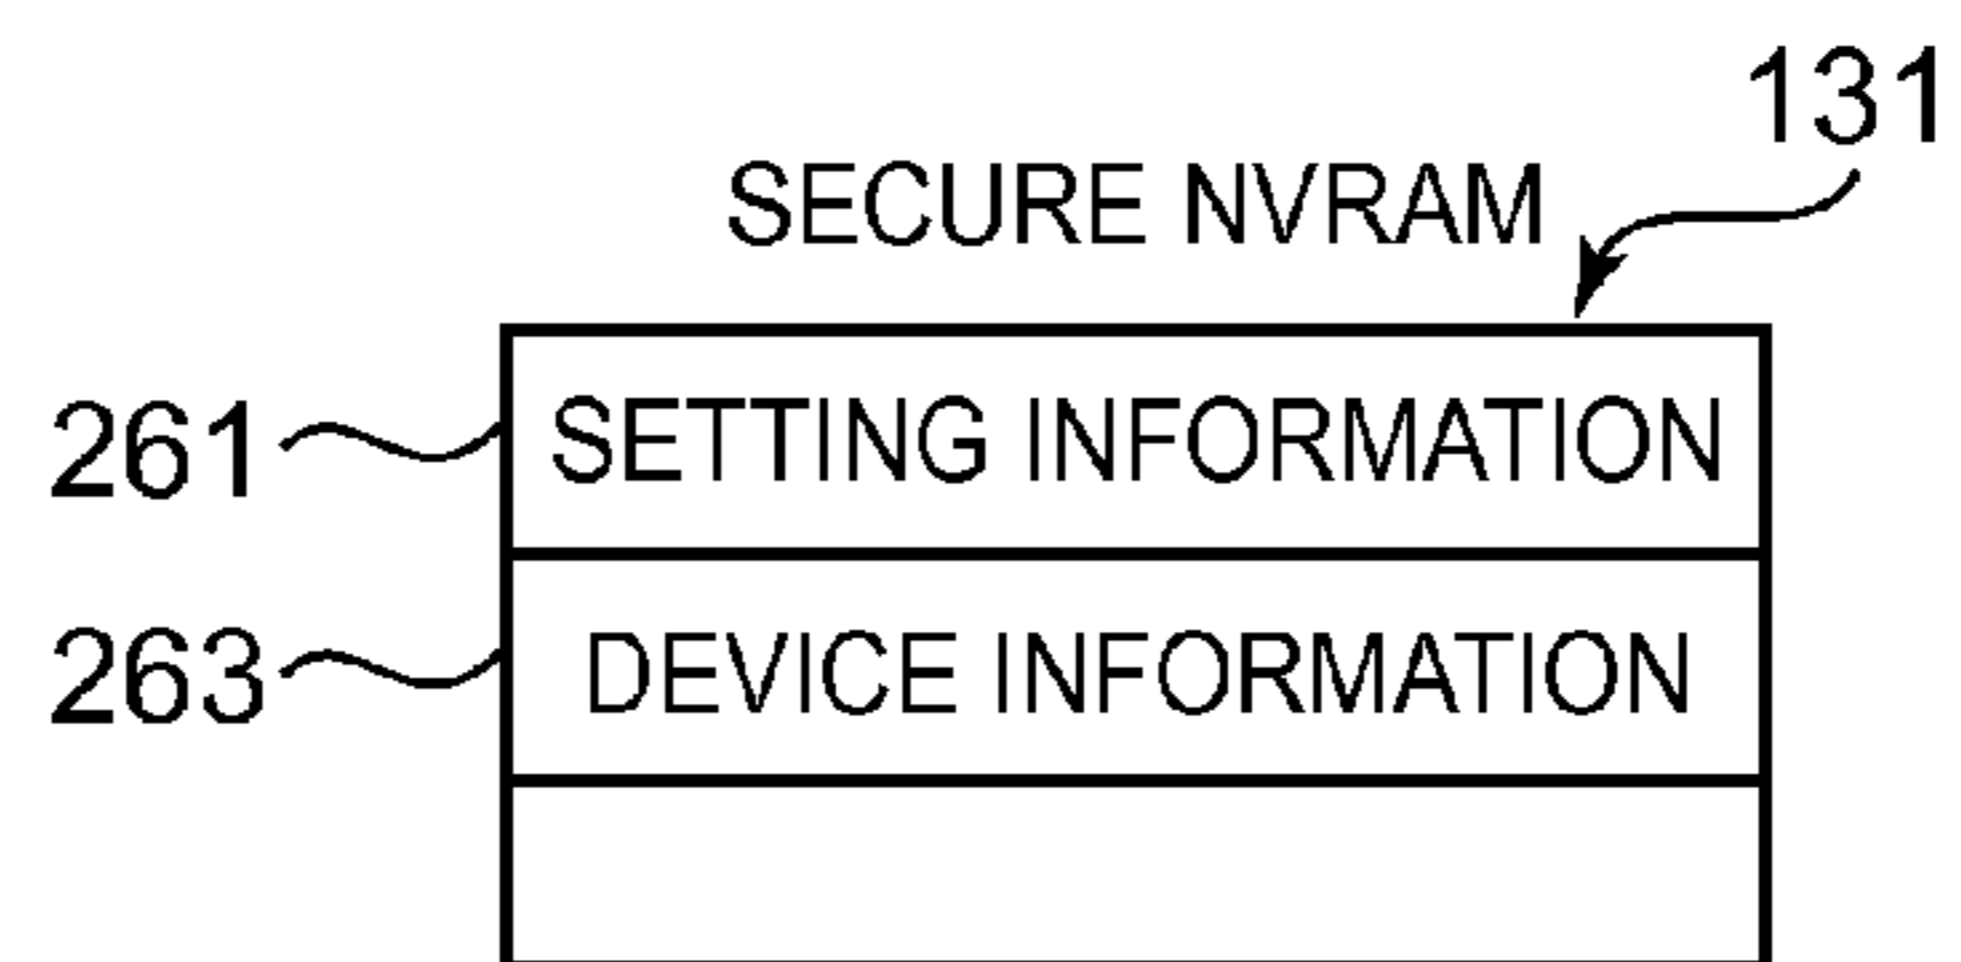 131
SECURE NVRAM
261 SETTING INFORMATION
263 DEVICE INFORMATION